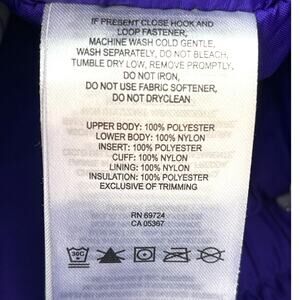 IF PRESENT CLOSE HOOK AND
LOOP FASTENER,
MACHINE WASH COLD GENTLE,
WASH SEPARATELY, DO NOT BLEACH,
TUMBLE DRY LOW, REMOVE PROMPTLY,
DO NOT IRON,
DO NOT USE FABRIC SOFTENER,
DO NOT DRYCLEAN
UPPER BODY: 100% POLYESTER
LOWER BODY: 100% NYLON
INSERT: 100% POLYESTER
CUFF: 100% NYLON
LINING: 100% NYLON
INSULATION: 100% POLYESTER
EXCLUSIVE OF TRIMMING
RN 69724
CA 05367
30C